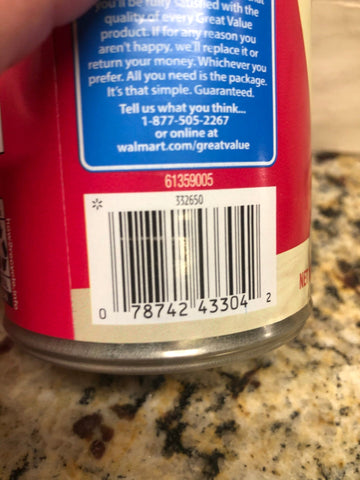 you'll be fully satisfied with the
quality of every Great Value
product. If for any reason you
aren't happy, we'll replace it or
return your money. Whichever you
prefer. All you need is the package.
It's that simple. Guaranteed.
Tell us what you think...
1-877-505-2267
or online at
walmart.com/greatvalue
61359005
332650
*
0 78742 43304 2
NET
how2recycle.info